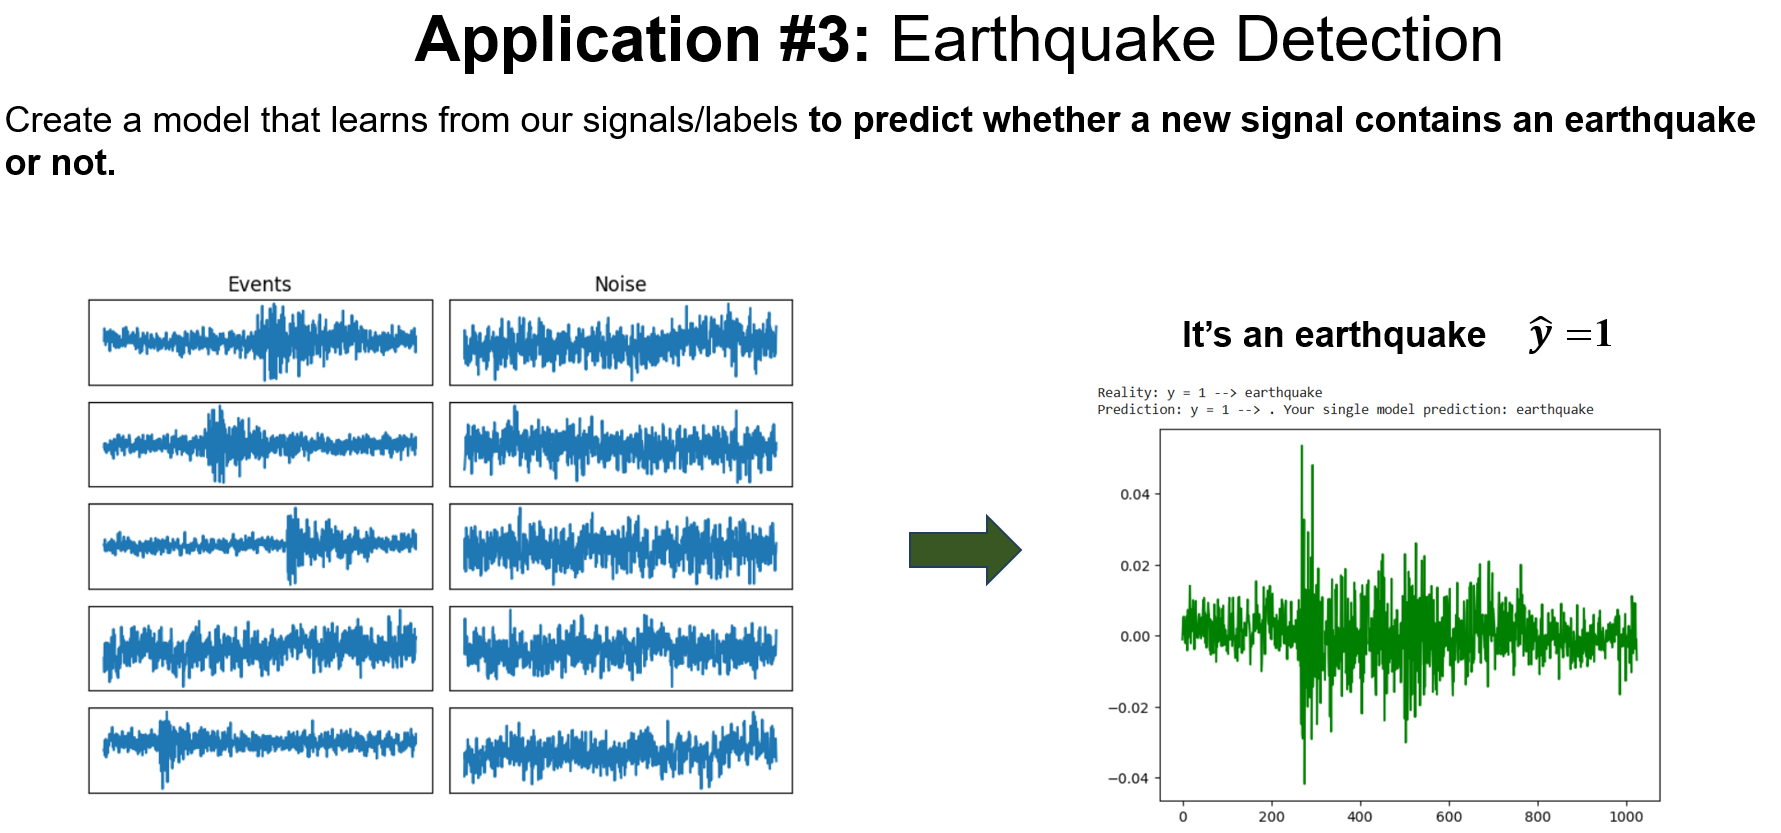 Application #3: Earthquake Detection
Create a model that learns from our signals/labels to predict whether a new signal contains an earthquake
or not.
Events
Noise
It's an earthquake ŷ =1
Reality: y = 1 --> earthquake
Prediction: y = 1 --> . Your single model prediction: earthquake
0.04
0.02
0.00
−0.02
−0.04
0 200 400 600 800 1000